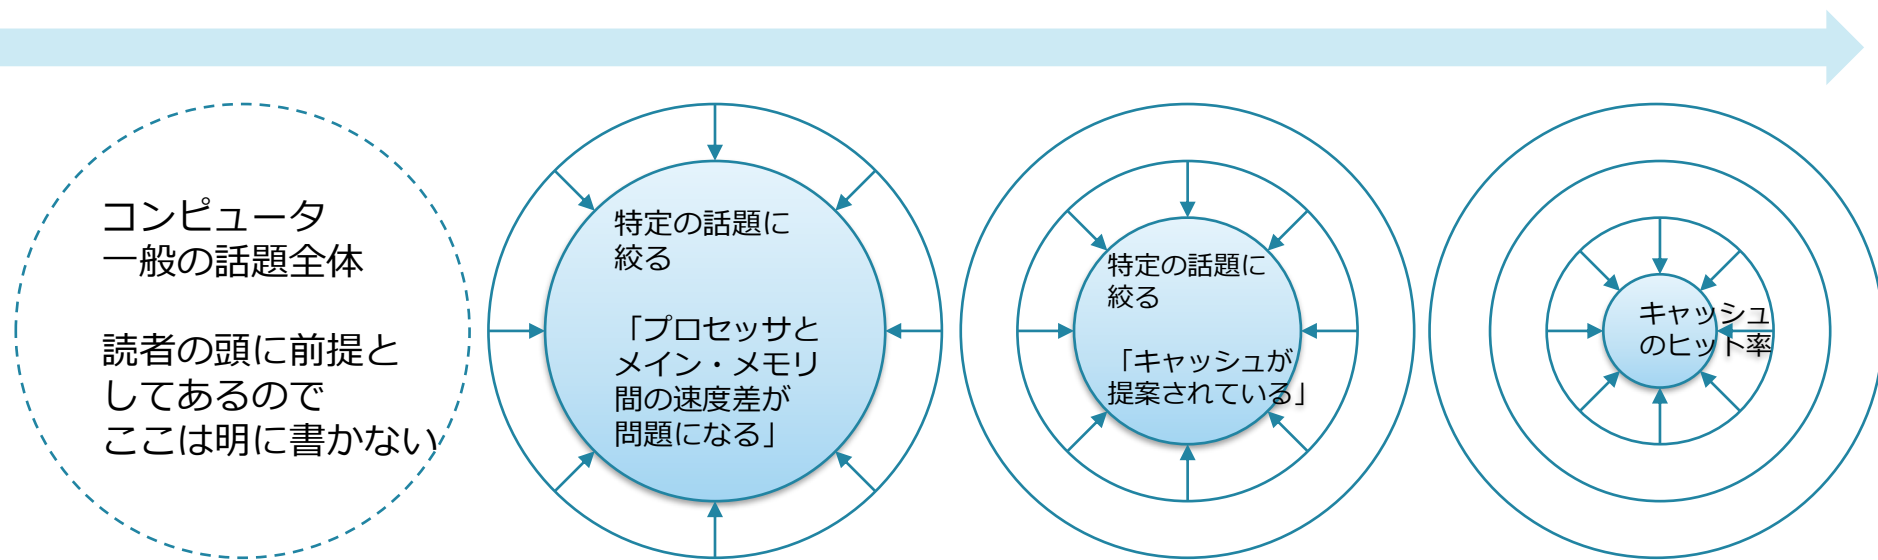 コンピュータ
一般の話題全体
読者の頭に前提と
してあるので
ここは明に書かない
特定の話題に
絞る
「プロセッサと
メイン・メモリ
間の速度差が
問題になる」
特定の話題に
絞る
「キャッシュが
提案されている」
キャッシュ
のヒット率